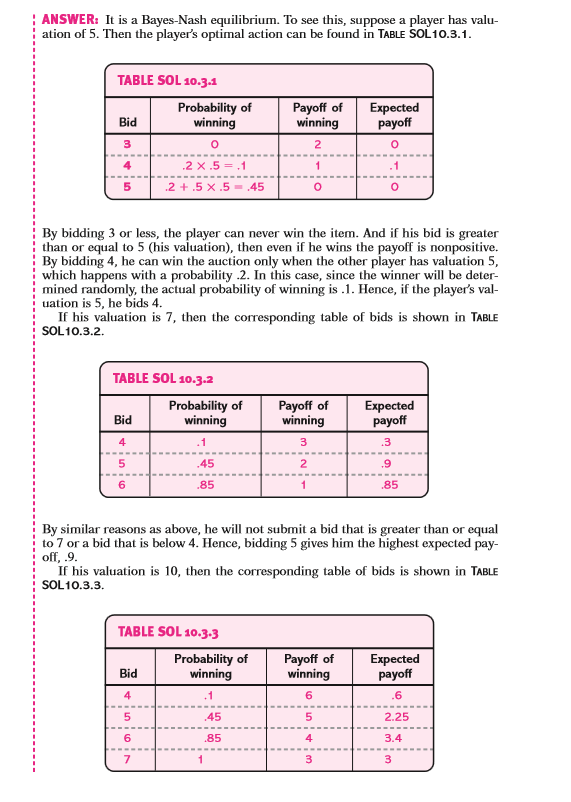 ANSWER: It is a Bayes-Nash equilibrium. To see this, suppose a player has valu-
ation of 5. Then the player's optimal action can be found in TABLE SOL10.3.1.
TABLE SOL 10.3.1
Bid Probability of winning Payoff of winning Expected payoff
3 0 2 0
4 .2 × .5 = .1 1 .1
5 .2 + .5 × .5 = .45 0 0
By bidding 3 or less, the player can never win the item. And if his bid is greater
than or equal to 5 (his valuation), then even if he wins the payoff is nonpositive.
By bidding 4, he can win the auction only when the other player has valuation 5,
which happens with a probability .2. In this case, since the winner will be deter-
mined randomly, the actual probability of winning is .1. Hence, if the player's val-
uation is 5, he bids 4.
If his valuation is 7, then the corresponding table of bids is shown in TABLE
SOL10.3.2.
TABLE SOL 10.3.2
Bid Probability of winning Payoff of winning Expected payoff
4 .1 3 .3
5 .45 2 .9
6 .85 1 .85
By similar reasons as above, he will not submit a bid that is greater than or equal
to 7 or a bid that is below 4. Hence, bidding 5 gives him the highest expected pay-
off, .9.
If his valuation is 10, then the corresponding table of bids is shown in TABLE
SOL10.3.3.
TABLE SOL 10.3.3
Bid Probability of winning Payoff of winning Expected payoff
4 .1 6 .6
5 .45 5 2.25
6 .85 4 3.4
7 1 3 3